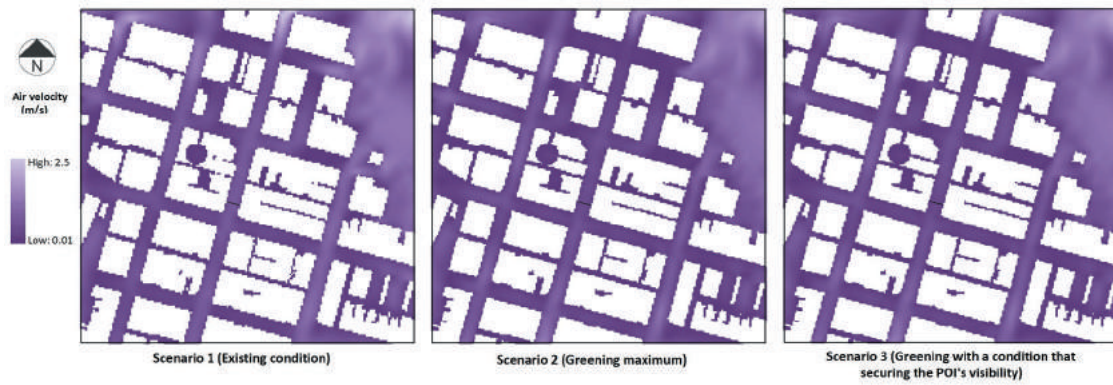 N
Air velocity
(m/s)
High: 2.5
Low: 0.01
Scenario 1 (Existing condition)
Scenario 2 (Greening maximum)
Scenario 3 (Greening with a condition that
securing the POI's visibility)